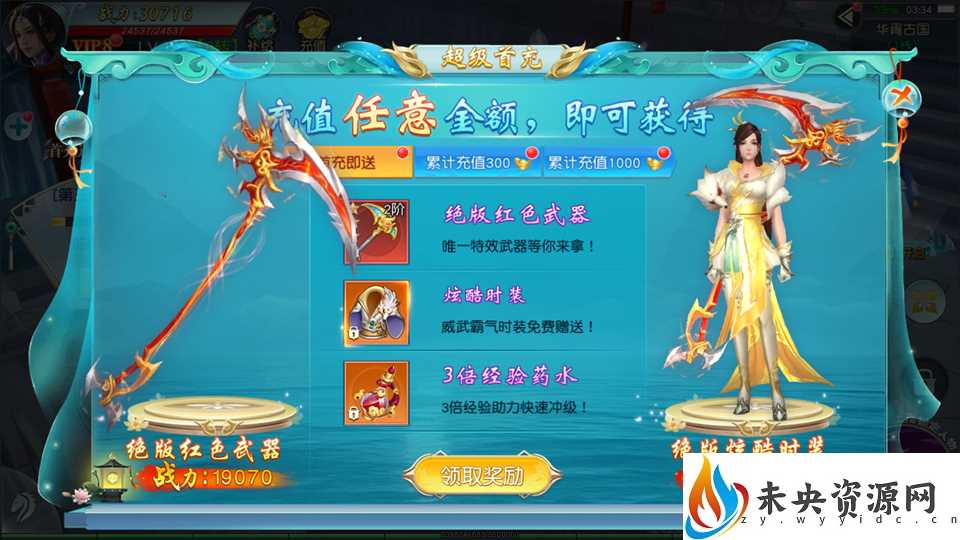 战力:30716
24537/24537
VIP8
补偿
充值
03:34
华胥古国
超级首充
充值任意金额，即可获得
首充即送
累计充值300
累计充值1000
2阶
绝版红色武器
唯一特效武器等你来拿！
炫酷时装
威武霸气时装免费赠送！
3倍经验药水
3倍经验助力快速冲级！
绝版红色武器
战力:19070
绝版炫酷时装
领取奖励
未央资源网
zy.wyyidc.cn